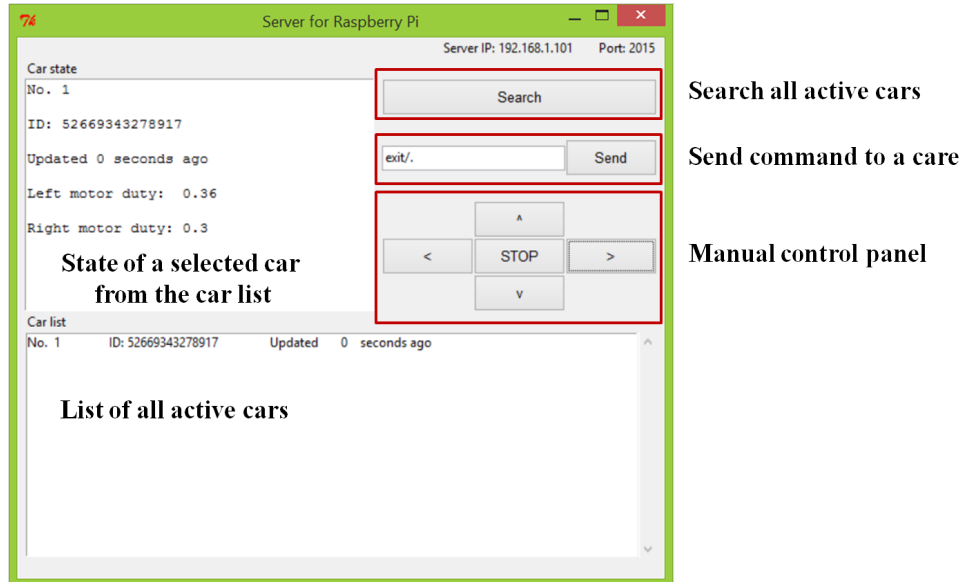 Server for Raspberry Pi
Server IP: 192.168.1.101 Port: 2015
Car state
No. 1
ID: 52669343278917
Updated 0 seconds ago
Left motor duty: 0.36
Right motor duty: 0.3
State of a selected car
from the car list
Search
Search all active cars
exit/.
Send
Send command to a care
^
< STOP >
v
Manual control panel
Car list
No. 1 ID: 52669343278917 Updated 0 seconds ago
List of all active cars